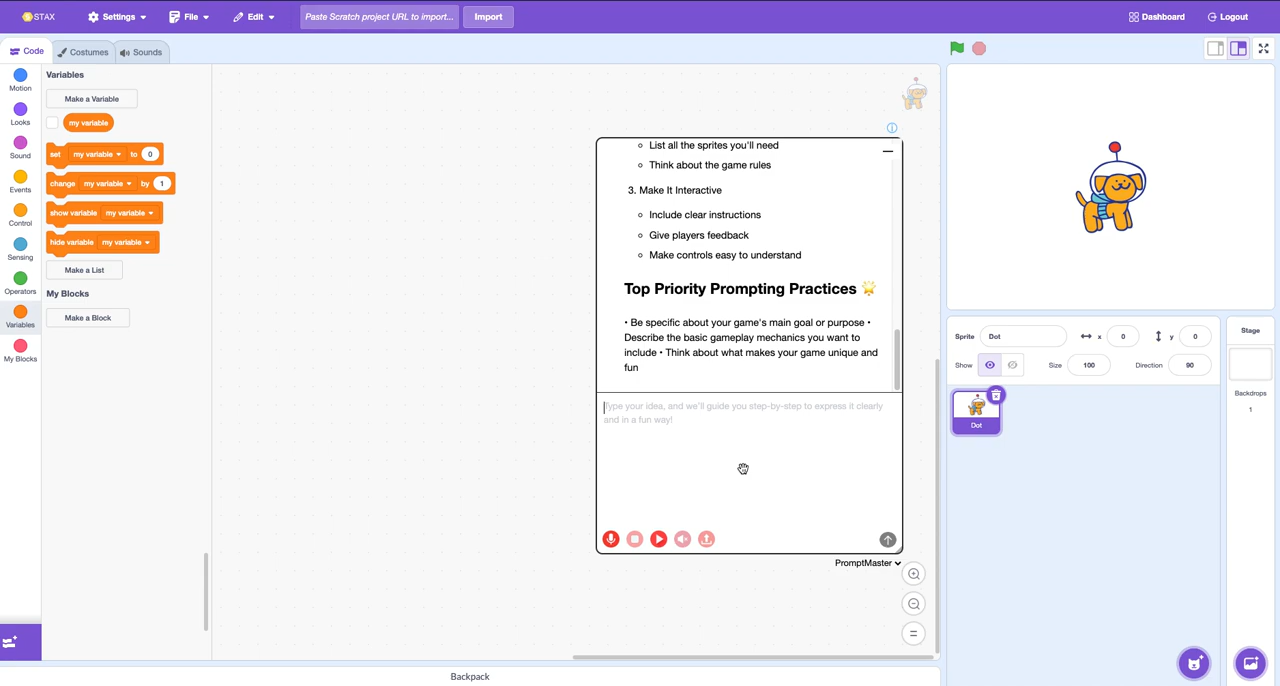 STAX
Settings
File
Edit
Paste Scratch project URL to import...
Import
Dashboard
Logout
Code
Costumes
Sounds
Motion
Looks
Sound
Events
Control
Sensing
Operators
Variables
My Blocks
Variables
Make a Variable
my variable
set my variable to 0
change my variable by 1
show variable my variable
hide variable my variable
Make a List
My Blocks
Make a Block
List all the sprites you'll need
Think about the game rules
3. Make It Interactive
Include clear instructions
Give players feedback
Make controls easy to understand
Top Priority Prompting Practices 🌟
• Be specific about your game's main goal or purpose •
Describe the basic gameplay mechanics you want to
include • Think about what makes your game unique and
fun
Type your idea, and we'll guide you step-by-step to express it clearly
and in a fun way!
PromptMaster
Backpack
Sprite Dot x 0 y 0
Show Size 100 Direction 90
Dot
Stage
Backdrops
1